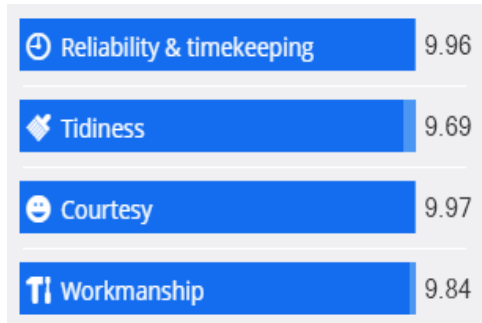 Reliability & timekeeping 9.96
Tidiness 9.69
Courtesy 9.97
Workmanship 9.84